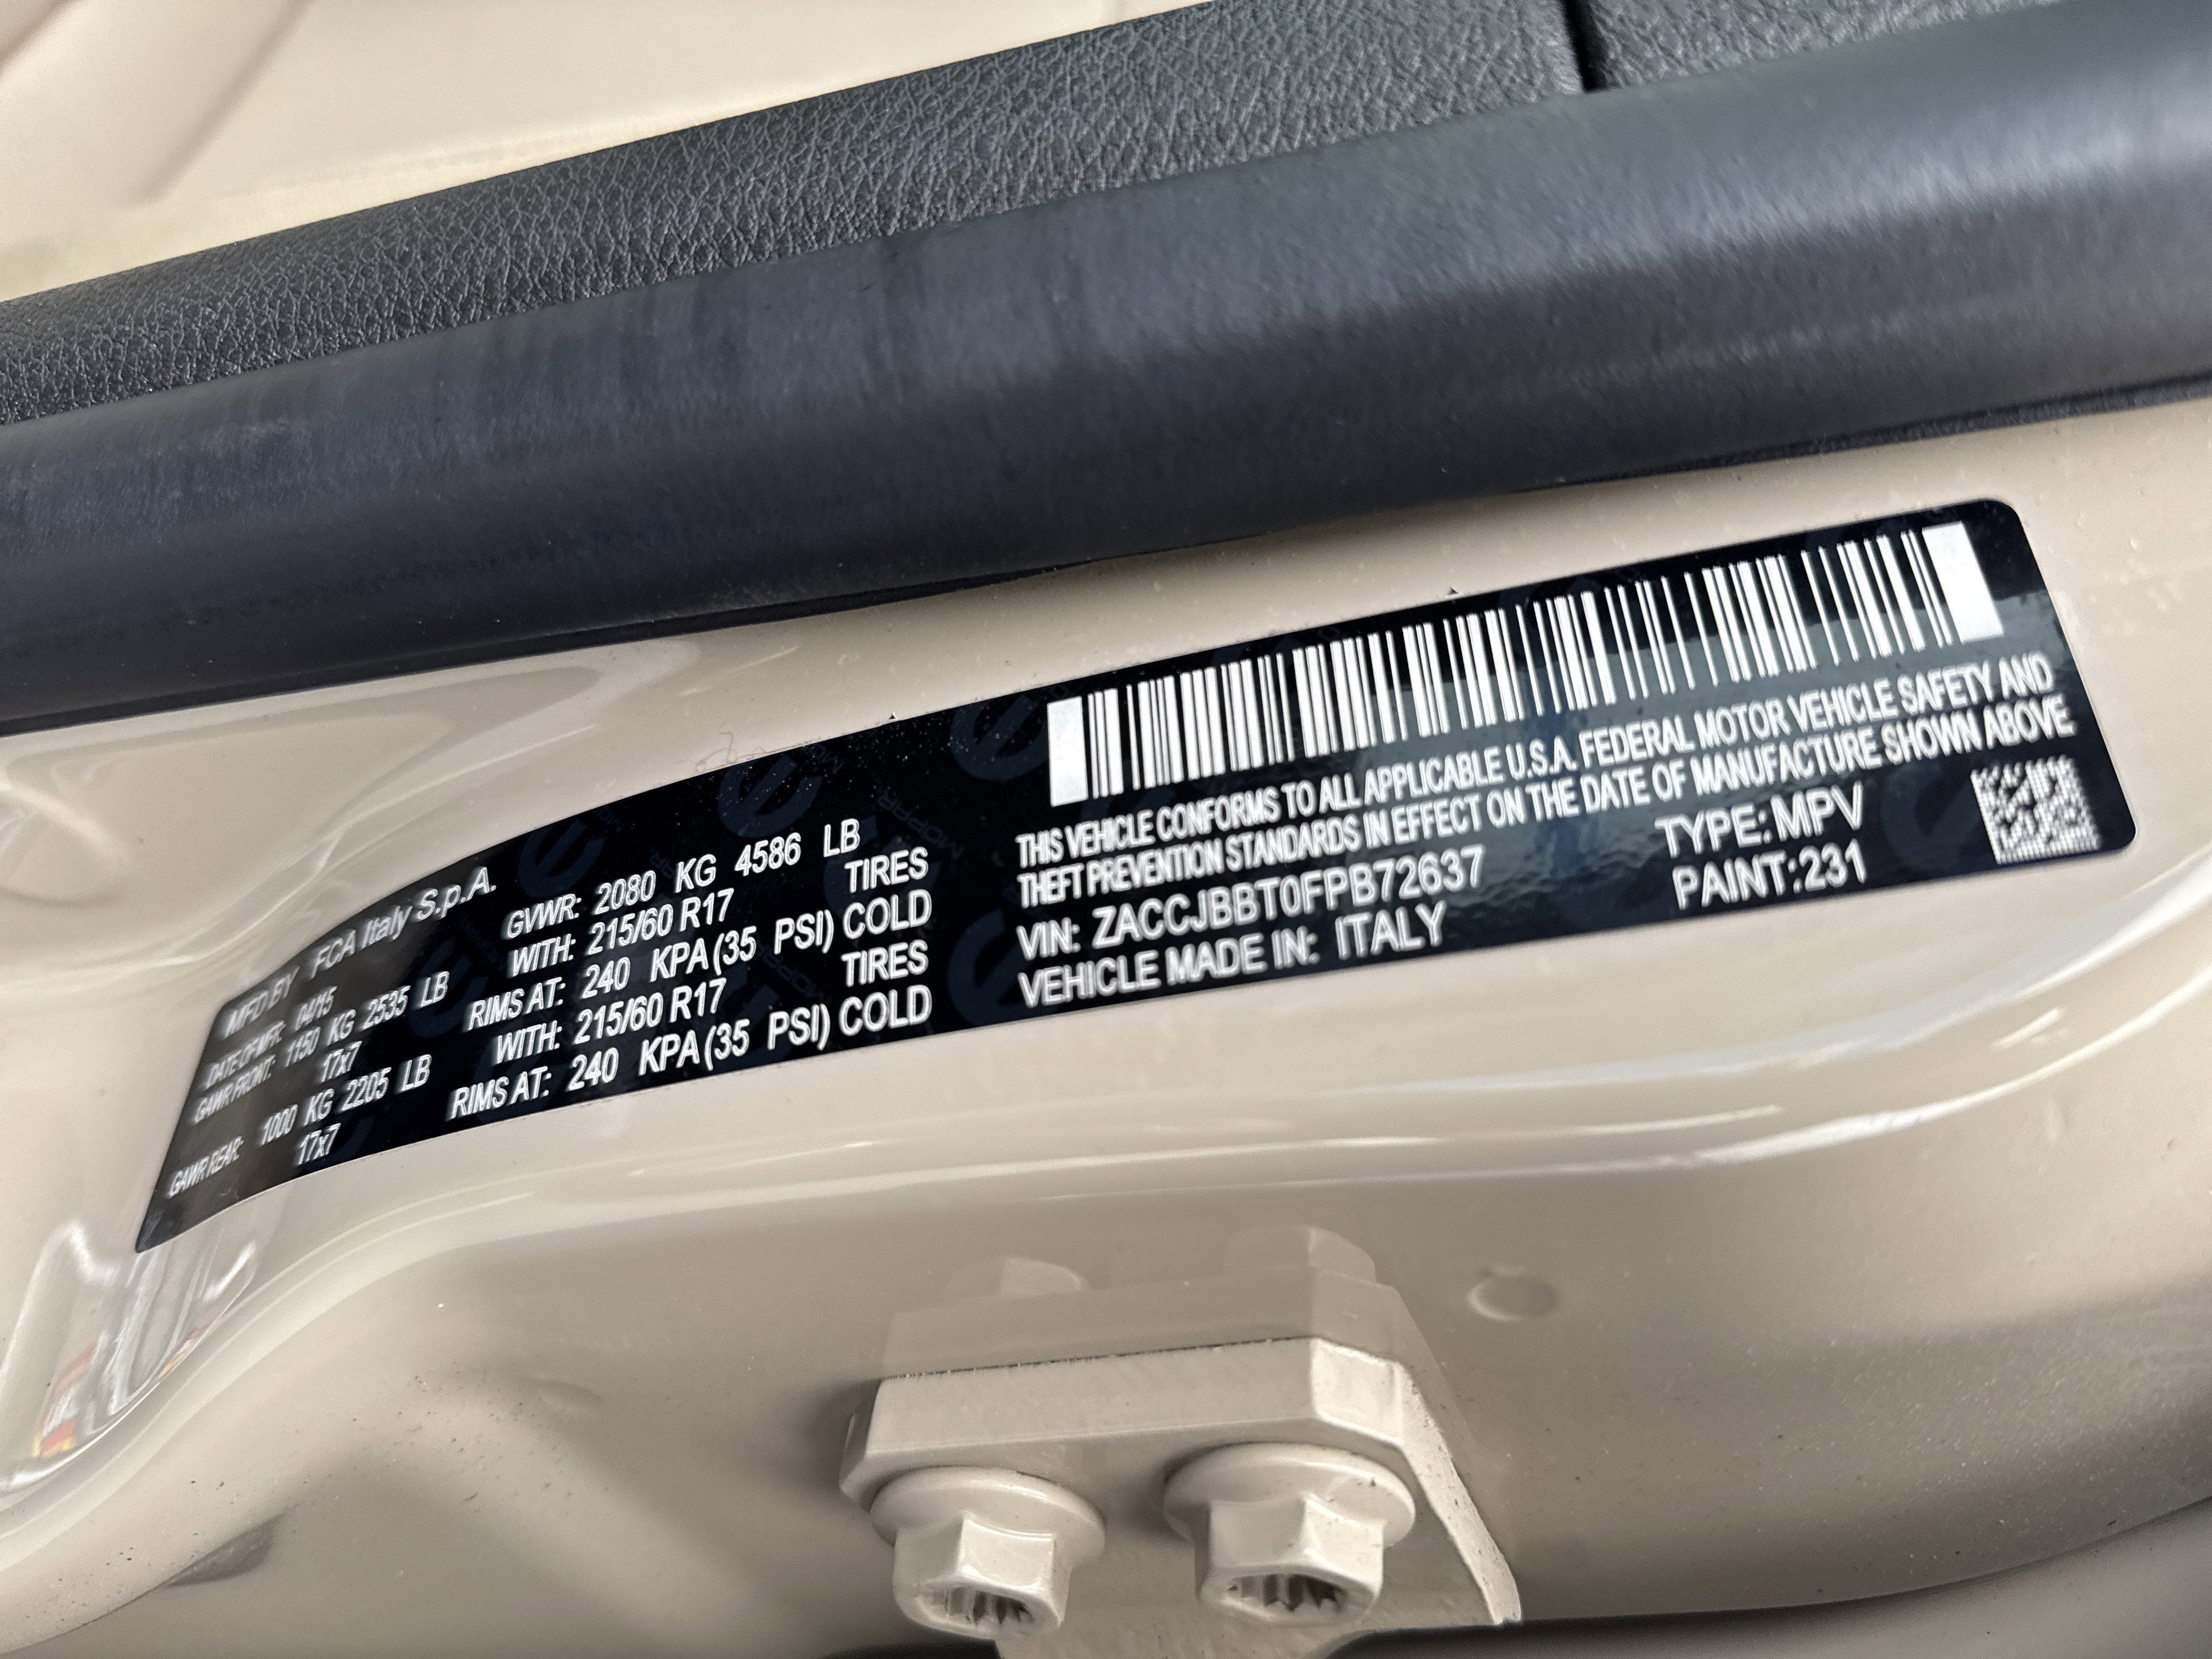 MFD BY FCA Italy S.p.A.
DATE OF MFR: 04/15 GVWR: 2080 KG 4586 LB
GAWR FRONT: 1150 KG 2535 LB WITH: 215/60 R17 TIRES
17x7 RIMS AT: 240 KPA (35 PSI) COLD
GAWR REAR: 1000 KG 2205 LB WITH: 215/60 R17 TIRES
17x7 RIMS AT: 240 KPA (35 PSI) COLD
THIS VEHICLE CONFORMS TO ALL APPLICABLE U.S.A. FEDERAL MOTOR VEHICLE SAFETY AND
THEFT PREVENTION STANDARDS IN EFFECT ON THE DATE OF MANUFACTURE SHOWN ABOVE
VIN: ZACCJBBT0FPB72637 TYPE: MPV
VEHICLE MADE IN: ITALY PAINT: 231
MOPAR